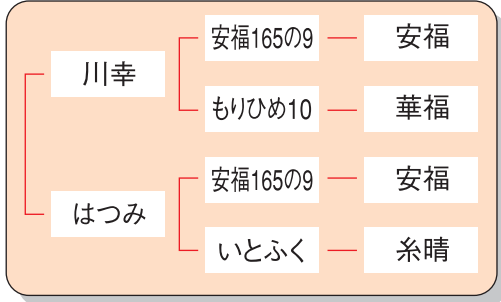 安福165の9
安福
川幸
もりひめ10
華福
安福165の9
安福
はつみ
いとふく
糸晴